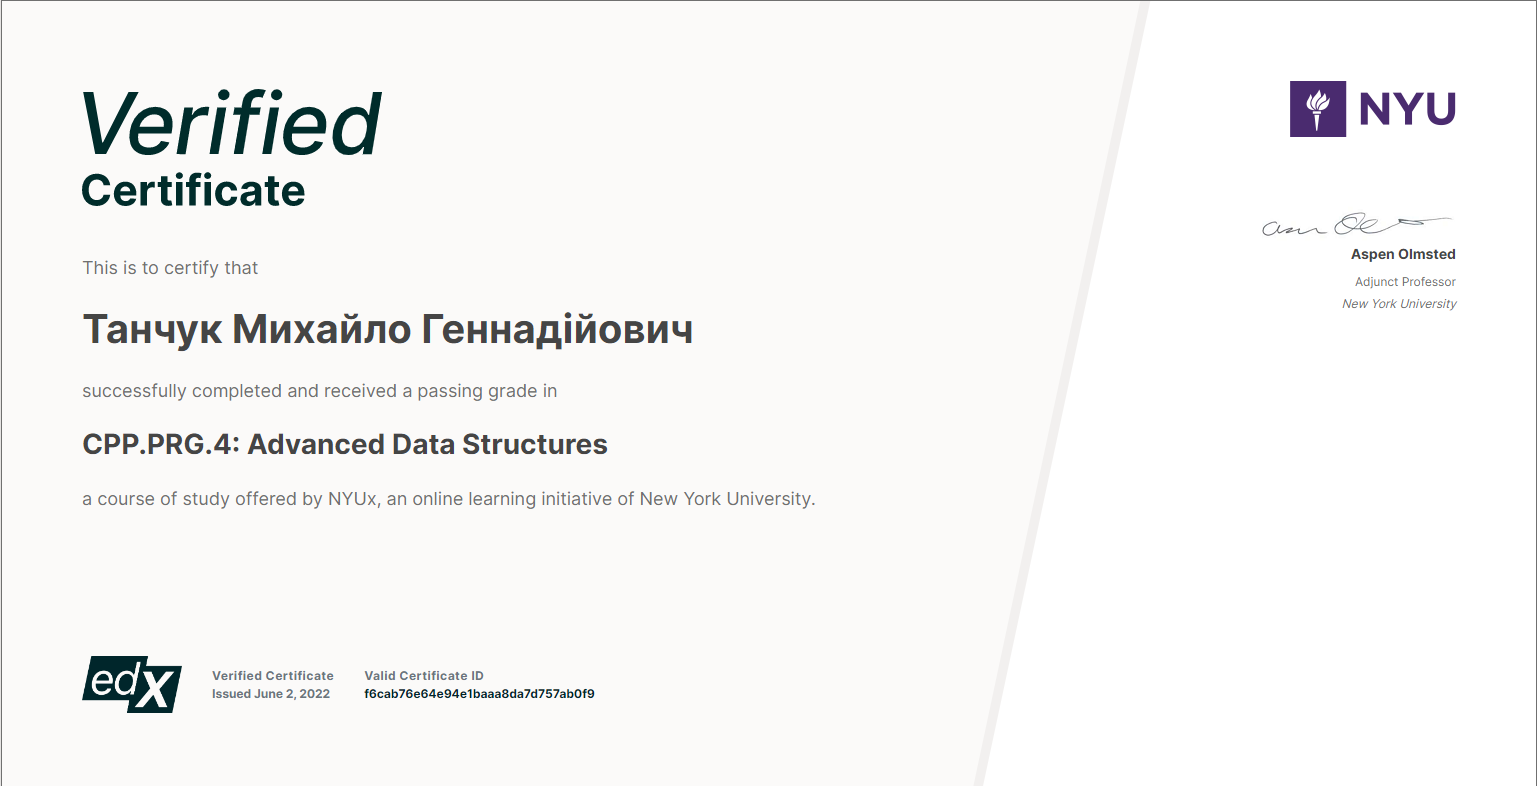 Verified
Certificate
This is to certify that
Танчук Михайло Геннадійович
successfully completed and received a passing grade in
CPP.PRG.4: Advanced Data Structures
a course of study offered by NYUx, an online learning initiative of New York University.
edX
Verified Certificate
Issued June 2, 2022
Valid Certificate ID
f6cab76e64e94e1baaa8da7d757ab0f9
NYU
Aspen Olmsted
Adjunct Professor
New York University